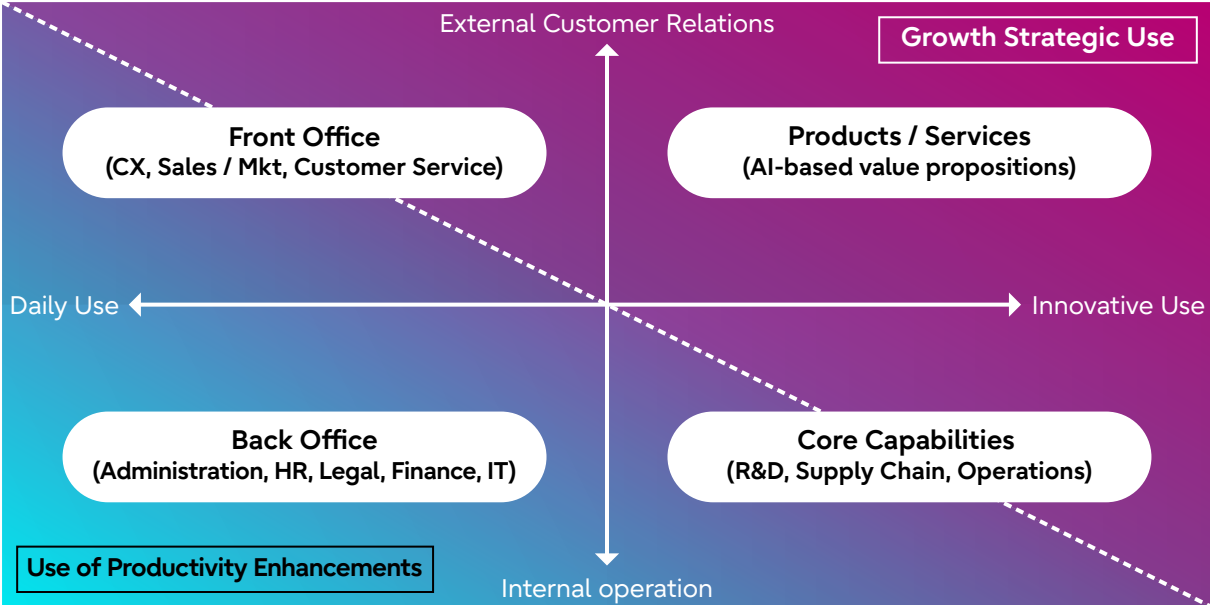 External Customer Relations
Growth Strategic Use
Front Office
(CX, Sales / Mkt, Customer Service)
Products / Services
(AI-based value propositions)
Daily Use
Innovative Use
Back Office
(Administration, HR, Legal, Finance, IT)
Core Capabilities
(R&D, Supply Chain, Operations)
Use of Productivity Enhancements
Internal operation